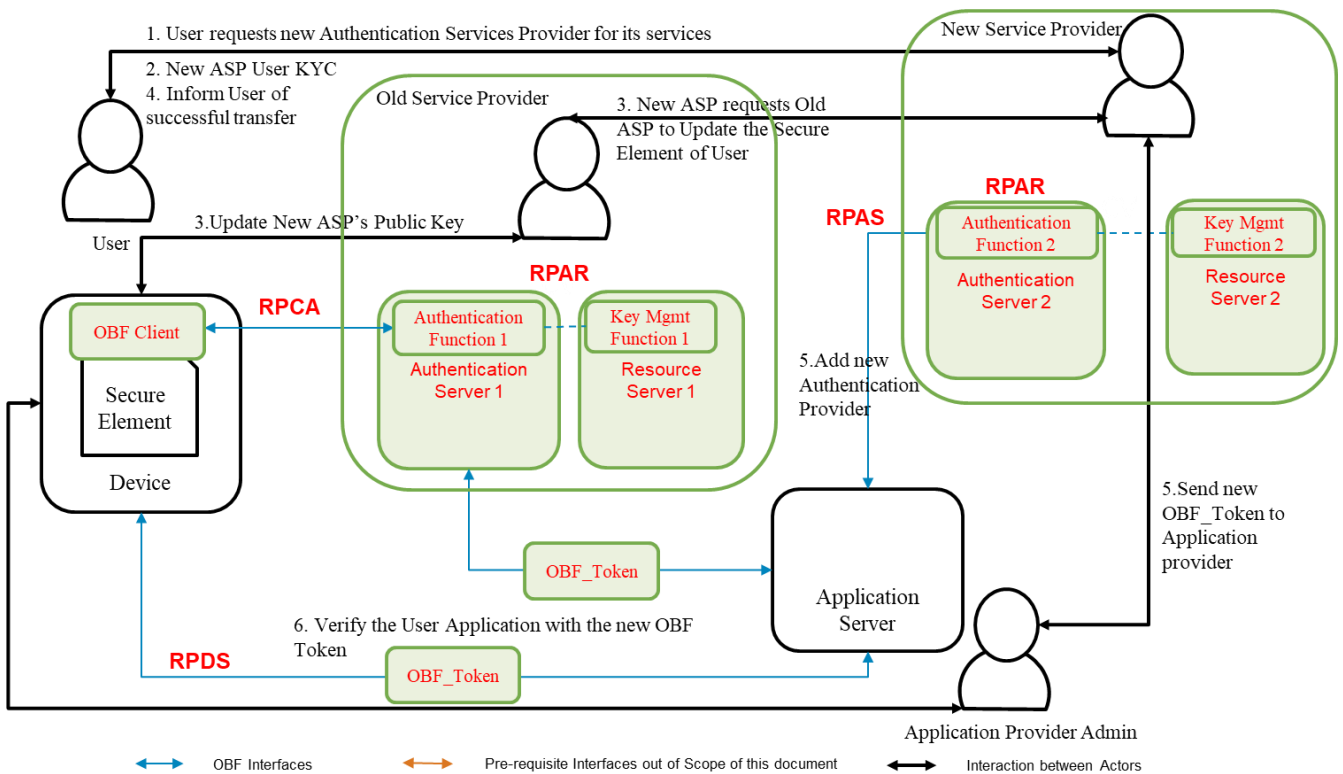 1. User requests new Authentication Services Provider for its services
New Service Provider
2. New ASP User KYC
4. Inform User of
successful transfer
Old Service Provider
3. New ASP requests Old
ASP to Update the Secure
Element of User
RPAR
RPAS
3.Update New ASP's Public Key
User
Authentication
Function 2
Key Mgmt
Function 2
Authentication
Server 2
Resource
Server 2
RPAR
RPCA
OBF Client
Authentication
Function 1
Key Mgmt
Function 1
Authentication
Server 1
Resource
Server 1
5.Add new
Authentication
Provider
Secure
Element
Device
5.Send new
OBF_Token to
Application
provider
OBF_Token
Application
Server
6. Verify the User Application with the new OBF
Token
RPDS
OBF_Token
Application Provider Admin
OBF Interfaces
Pre-requisite Interfaces out of Scope of this document
Interaction between Actors